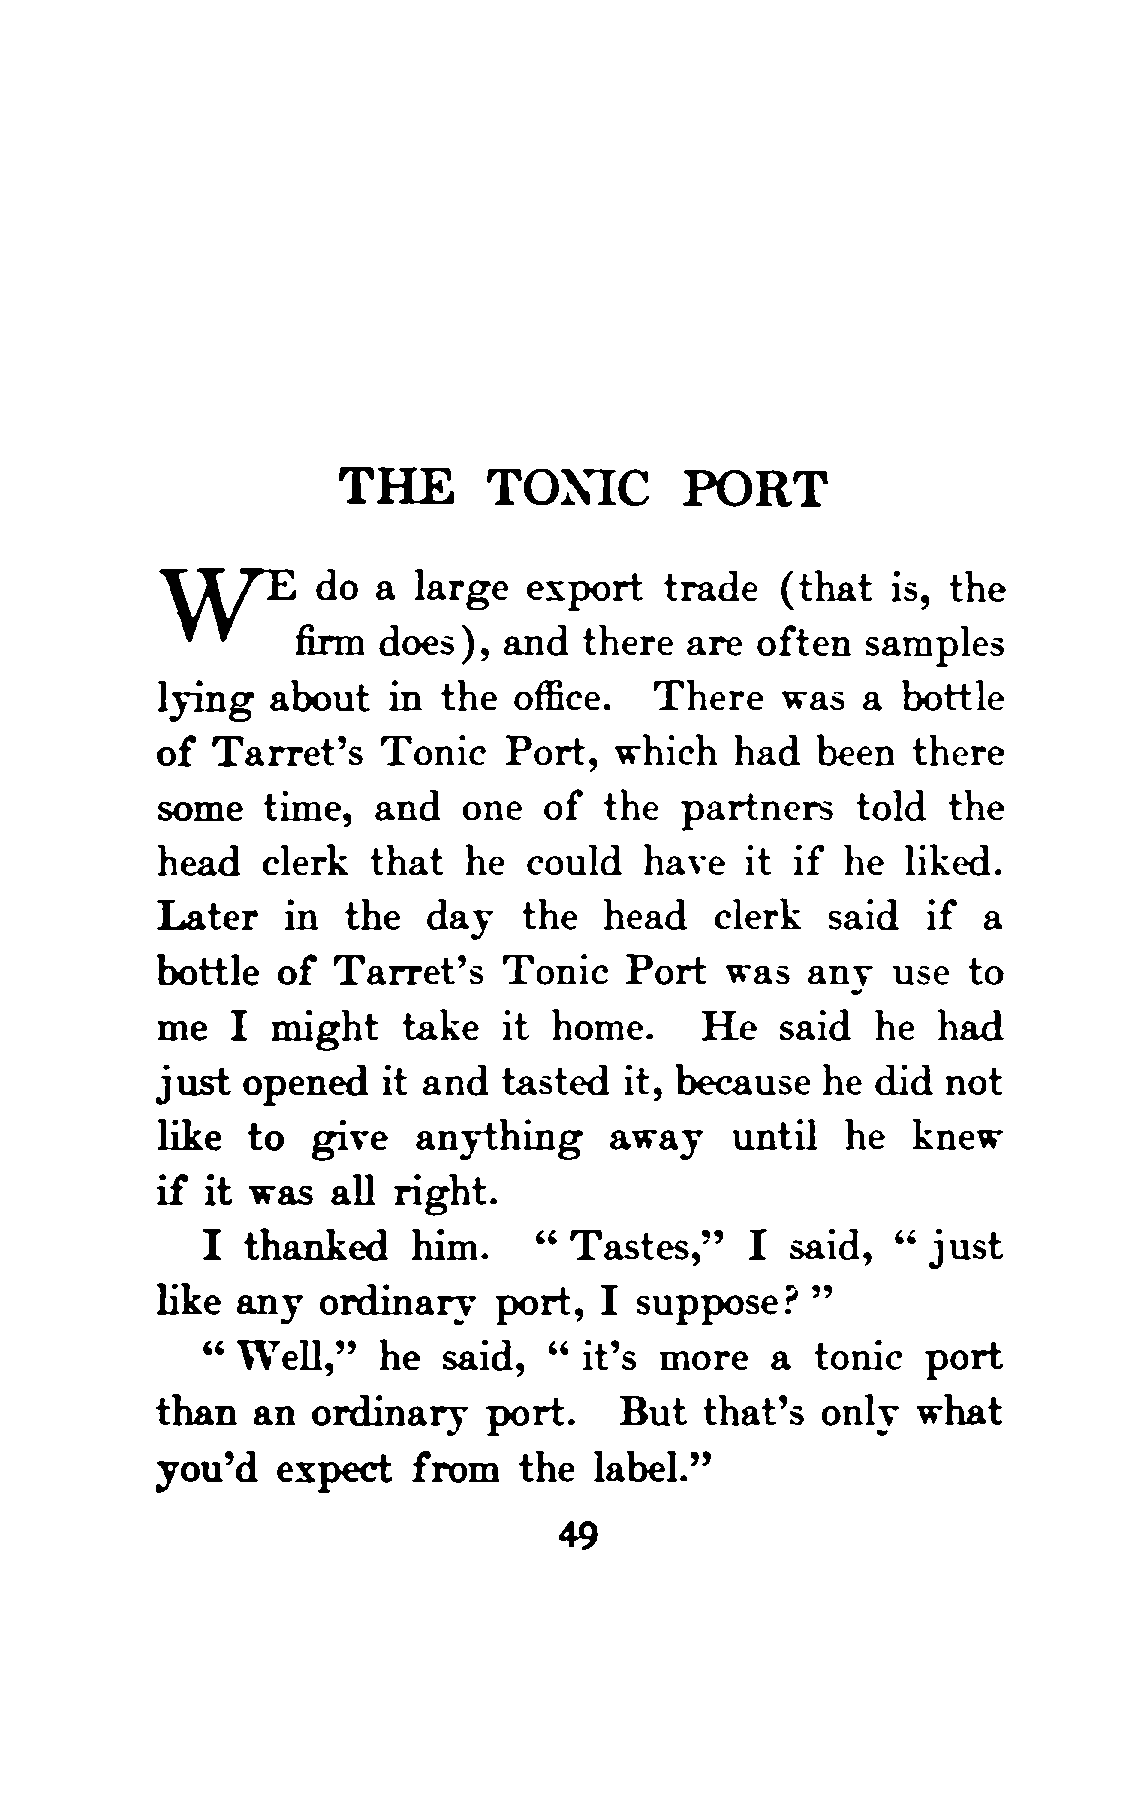 THE TONIC PORT
WE do a large export trade (that is, the
firm does), and there are often samples
lying about in the office. There was a bottle
of Tarret's Tonic Port, which had been there
some time, and one of the partners told the
head clerk that he could have it if he liked.
Later in the day the head clerk said if a
bottle of Tarret's Tonic Port was any use to
me I might take it home. He said he had
just opened it and tasted it, because he did not
like to give anything away until he knew
if it was all right.
I thanked him. “ Tastes,” I said, “ just
like any ordinary port, I suppose? ”
“ Well,” he said, “ it's more a tonic port
than an ordinary port. But that's only what
you'd expect from the label.”
49